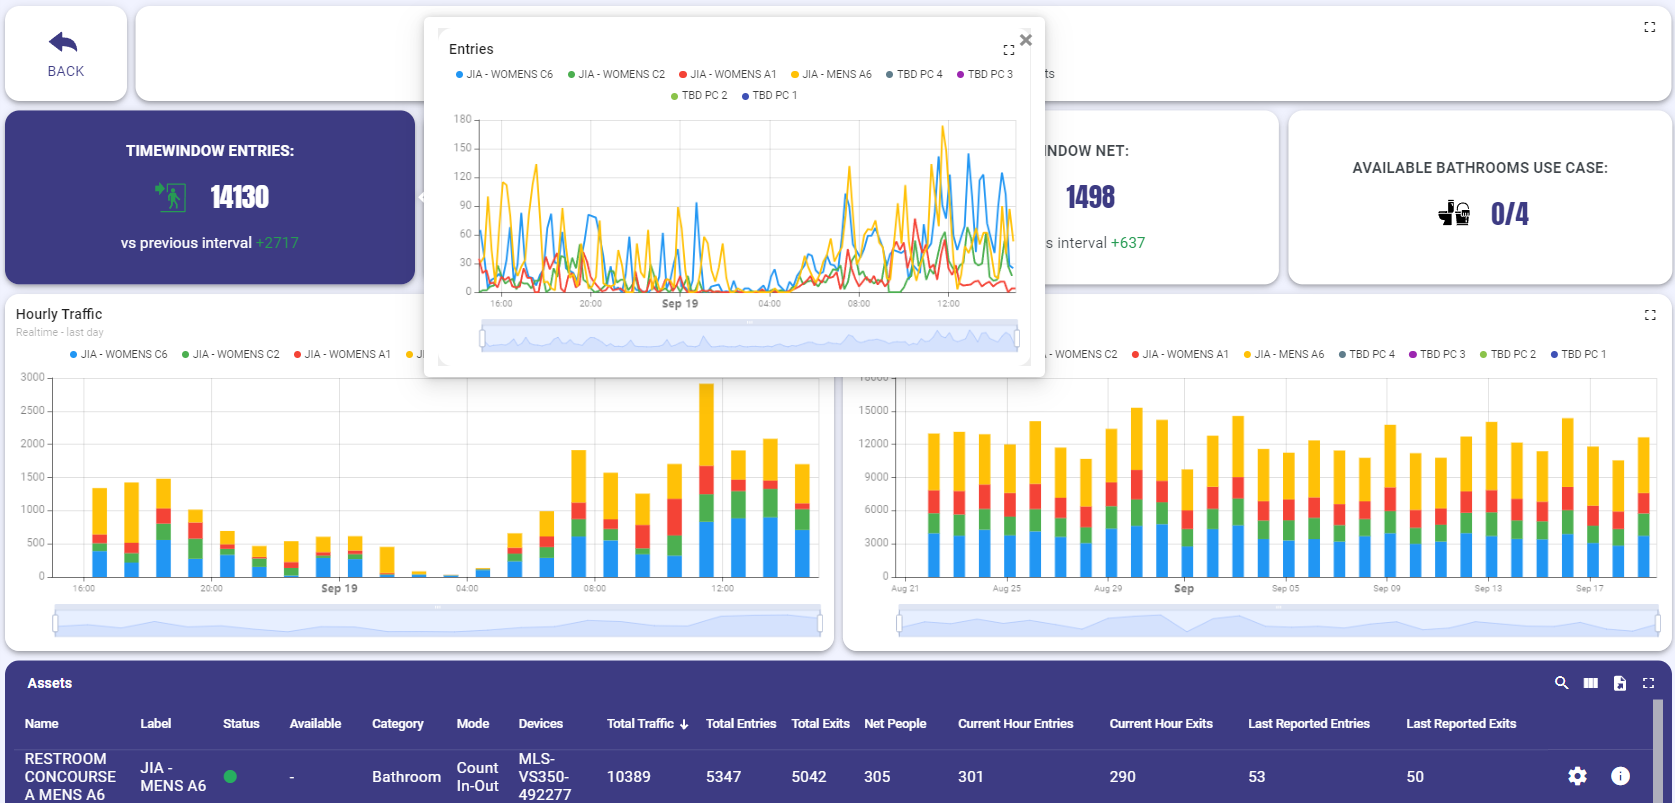 BACK
ts
Entries
JIA - WOMENS C6 JIA - WOMENS C2 JIA - WOMENS A1 JIA - MENS A6 TBD PC 4 TBD PC 3
TBD PC 2 TBD PC 1
180
150
120
90
60
30
0
16:00 20:00 Sep 19 04:00 08:00 12:00
TIMEWINDOW ENTRIES:
14130
vs previous interval +2717
NDOW NET:
1498
s interval +637
AVAILABLE BATHROOMS USE CASE:
0/4
Hourly Traffic
Realtime - last day
JIA - WOMENS C6 JIA - WOMENS C2 JIA - WOMENS A1 JI
3000
2500
2000
1500
1000
500
0
16:00 20:00 Sep 19 04:00 08:00 12:00
- WOMENS C2 JIA - WOMENS A1 JIA - MENS A6 TBD PC 4 TBD PC 3 TBD PC 2 TBD PC 1
18000
15000
12000
9000
6000
3000
0
Aug 21 Aug 25 Aug 29 Sep Sep 05 Sep 09 Sep 13 Sep 17
Assets
Name Label Status Available Category Mode Devices Total Traffic Total Entries Total Exits Net People Current Hour Entries Current Hour Exits Last Reported Entries Last Reported Exits
RESTROOM CONCOURSE A MENS A6 JIA - MENS A6 - Bathroom Count In-Out MLS-VS350-492277 10389 5347 5042 305 301 290 53 50